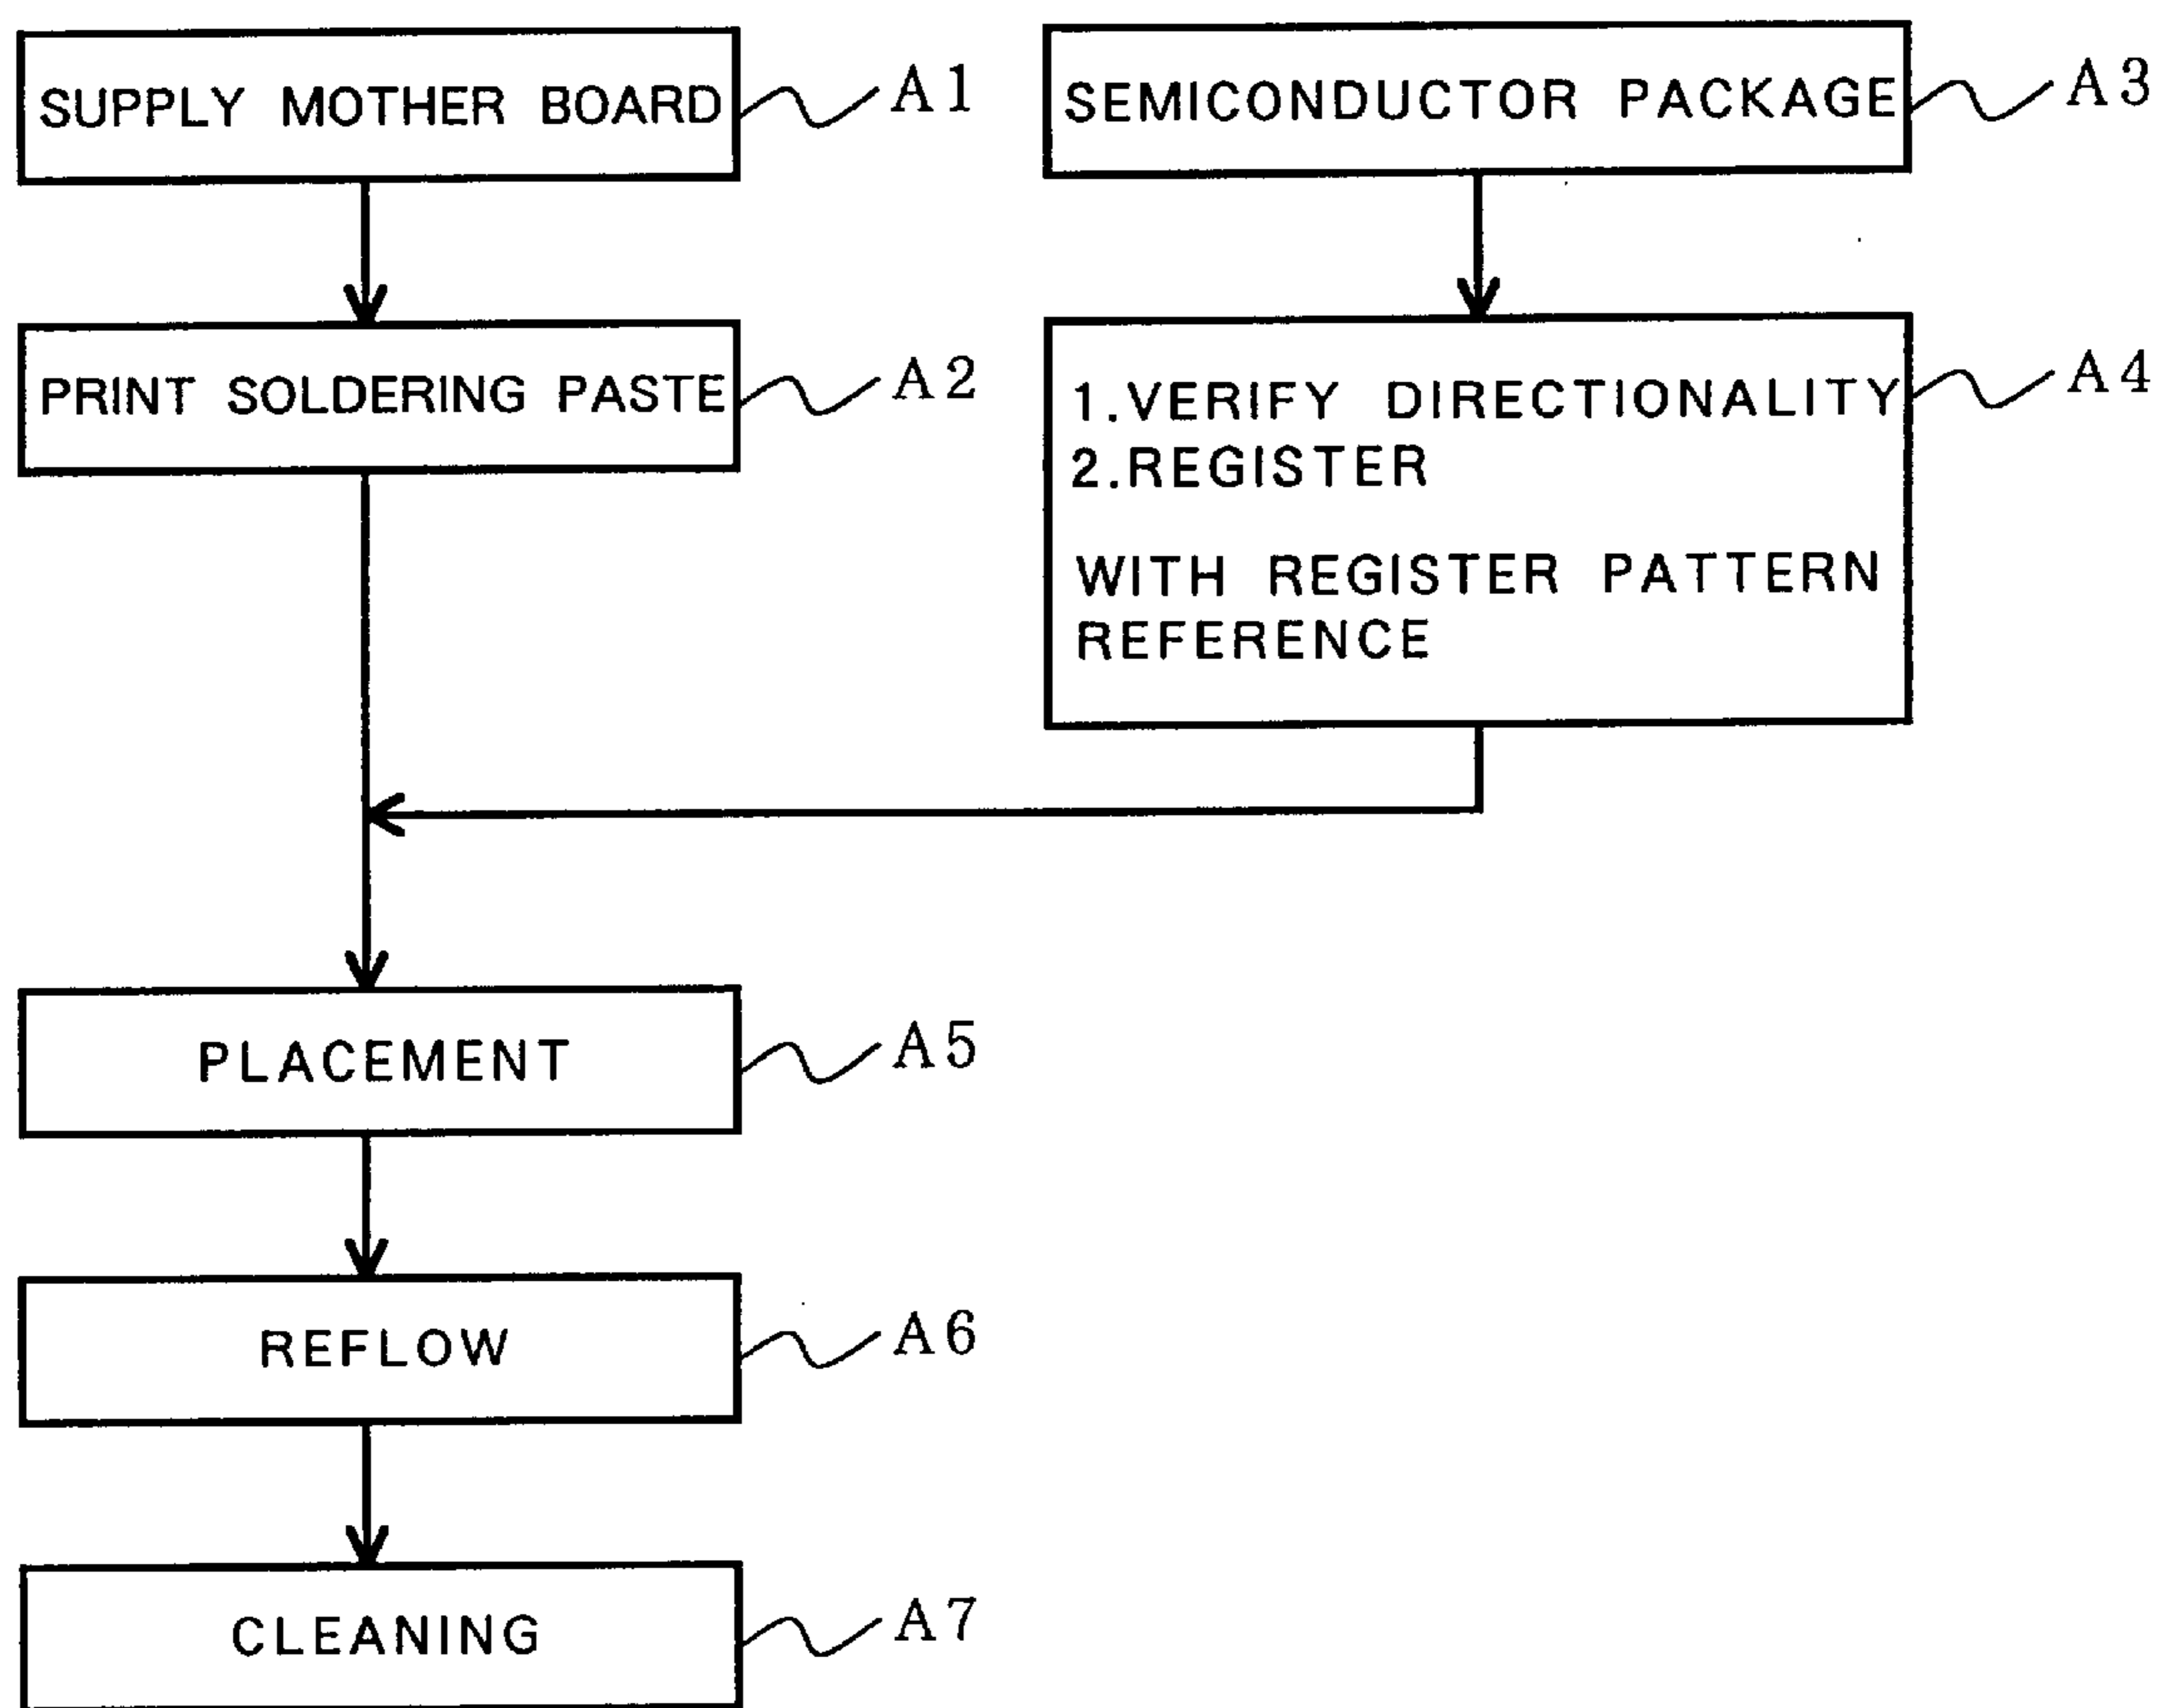 SUPPLY MOTHER BOARD
A1
SEMICONDUCTOR PACKAGE
A3
PRINT SOLDERING PASTE
A2
1.VERIFY DIRECTIONALITY
2.REGISTER
WITH REGISTER PATTERN
REFERENCE
A4
PLACEMENT
A5
REFLOW
A6
CLEANING
A7